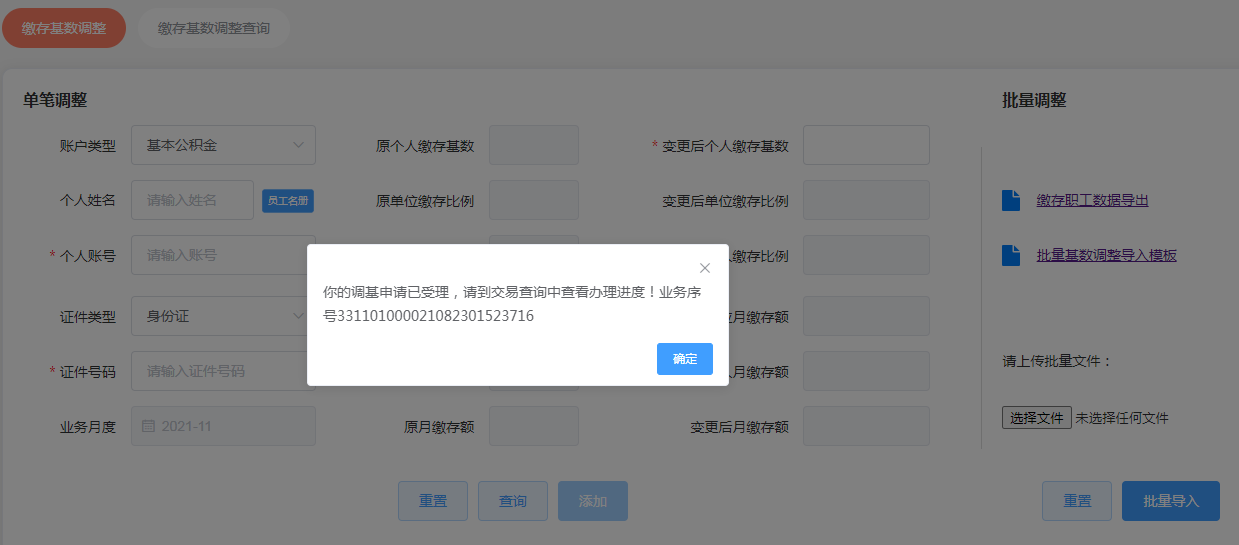 缴存基数调整
缴存基数调整查询
单笔调整
批量调整
账户类型
基本公积金
原个人缴存基数
* 变更后个人缴存基数
个人姓名
请输入姓名
员工名册
原单位缴存比例
变更后单位缴存比例
缴存职工数据导出
* 个人账号
请输入账号
人缴存比例
批量基数调整导入模板
你的调基申请已受理，请到交易查询中查看办理进度！业务序
号331101000021082301523716
确定
证件类型
身份证
月缴存额
* 证件号码
请输入证件号码
月缴存额
请上传批量文件：
业务月度
2021-11
原月缴存额
变更后月缴存额
选择文件 未选择任何文件
重置
查询
添加
重置
批量导入